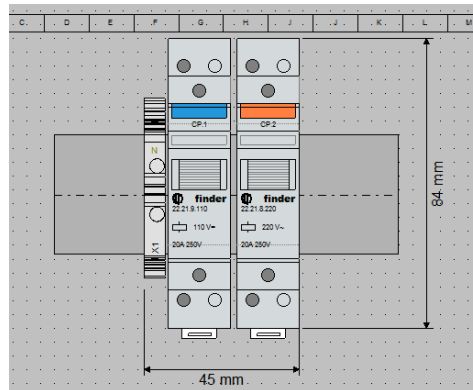 C. D E F G H I J K L M
CP.1 CP.2
N
finder finder
22.21.9.110 22.21.8.220
110 V= 220 V~
20A 250V 20A 250V
X1
84 mm
45 mm